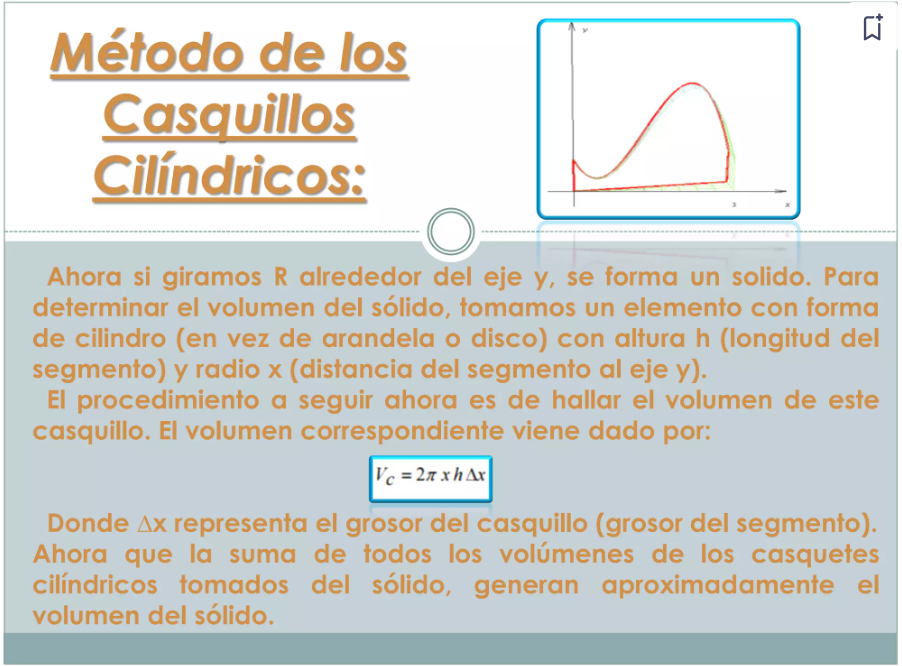 Método de los
Casquillos
Cilíndricos:
y
3
x
Ahora si giramos R alrededor del eje y, se forma un solido. Para
determinar el volumen del sólido, tomamos un elemento con forma
de cilindro (en vez de arandela o disco) con altura h (longitud del
segmento) y radio x (distancia del segmento al eje y).
El procedimiento a seguir ahora es de hallar el volumen de este
casquillo. El volumen correspondiente viene dado por:
V_C = 2π x h Δx
Donde ∆x representa el grosor del casquillo (grosor del segmento).
Ahora que la suma de todos los volúmenes de los casquetes
cilíndricos tomados del sólido, generan aproximadamente el
volumen del sólido.